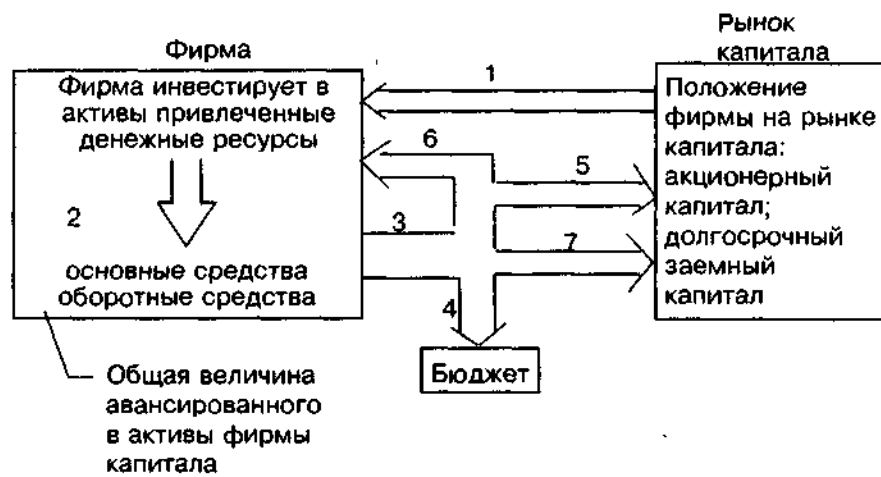 Фирма
Фирма инвестирует в
активы привлеченные
денежные ресурсы
2
основные средства
оборотные средства
Общая величина
авансированного
в активы фирмы
капитала
1
6
5
3
7
4
Бюджет
Рынок
капитала
Положение
фирмы на рынке
капитала:
акционерный
капитал;
долгосрочный
заемный
капитал